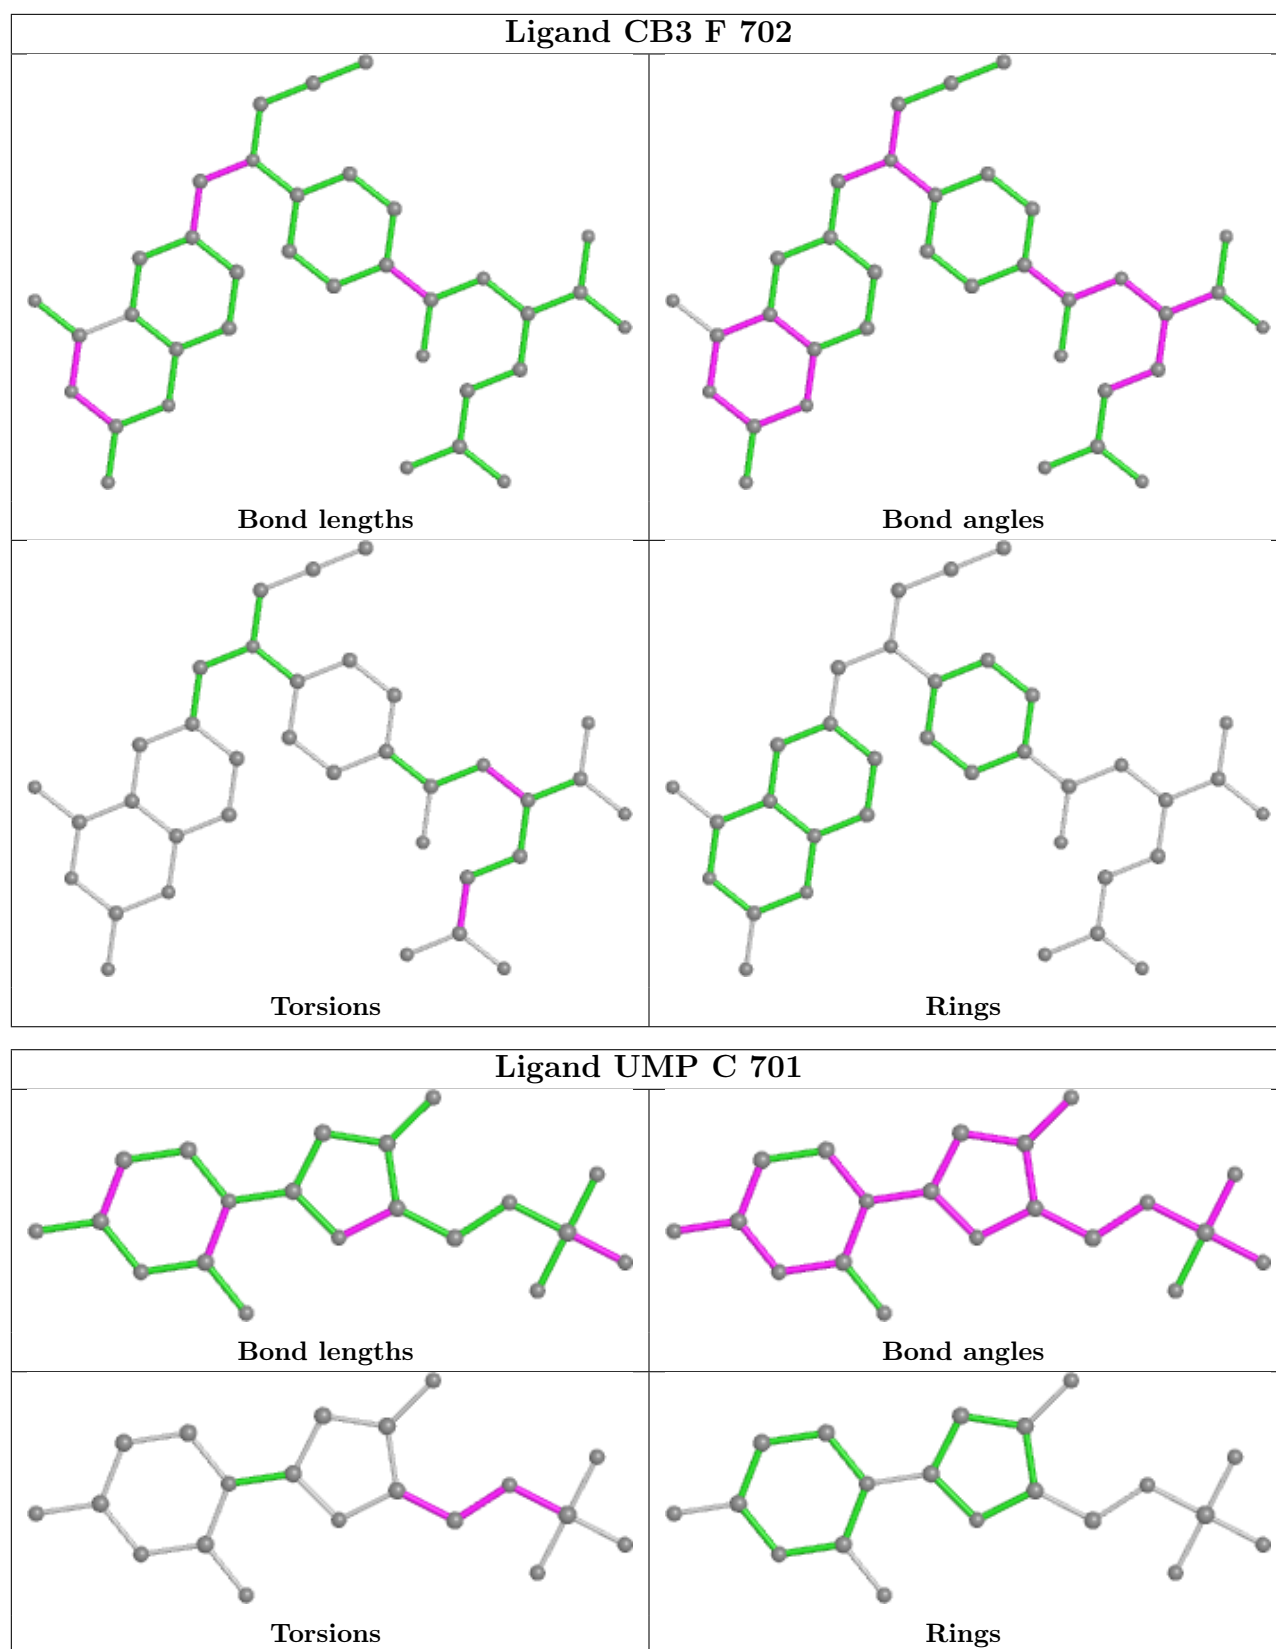 Ligand CB3 F 702
Bond lengths
Bond angles
Torsions
Rings
Ligand UMP C 701
Bond lengths
Bond angles
Torsions
Rings